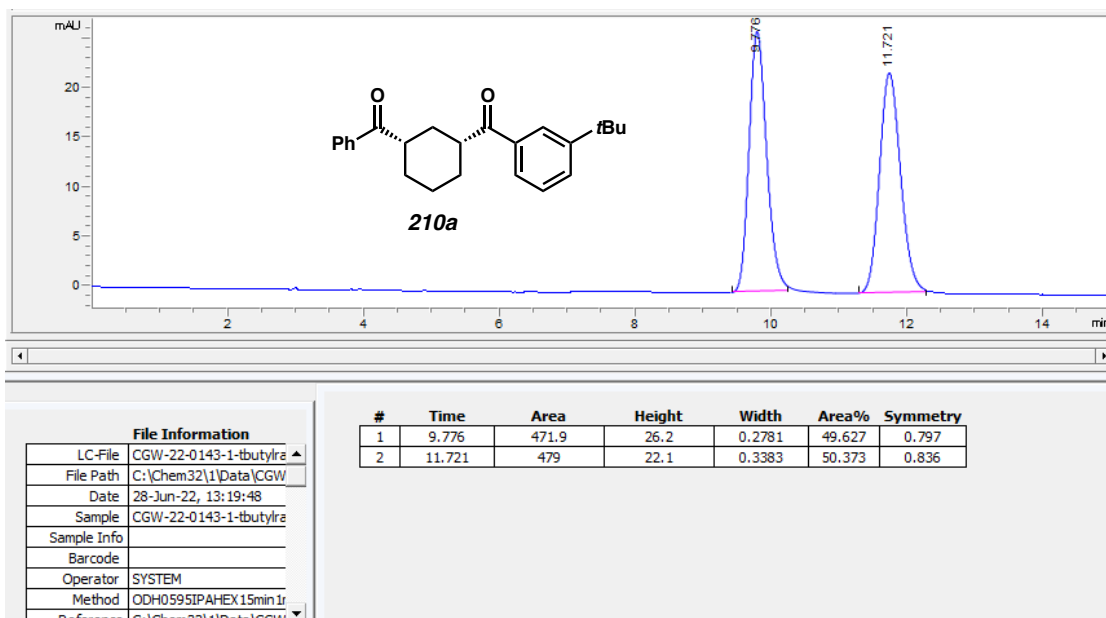 mAU
20
15
10
5
0
9.776
11.721
O O
Ph
tBu
210a
2 4 6 8 10 12 14 min
# Time Area Height Width Area% Symmetry
1 9.776 471.9 26.2 0.2781 49.627 0.797
2 11.721 479 22.1 0.3383 50.373 0.836
File Information
LC-File CGW-22-0143-1-tbutylra
File Path C:\Chem32\1\Data\CGW
Date 28-Jun-22, 13:19:48
Sample CGW-22-0143-1-tbutylra
Sample Info
Barcode
Operator SYSTEM
Method ODH0595IPAHEX15min1